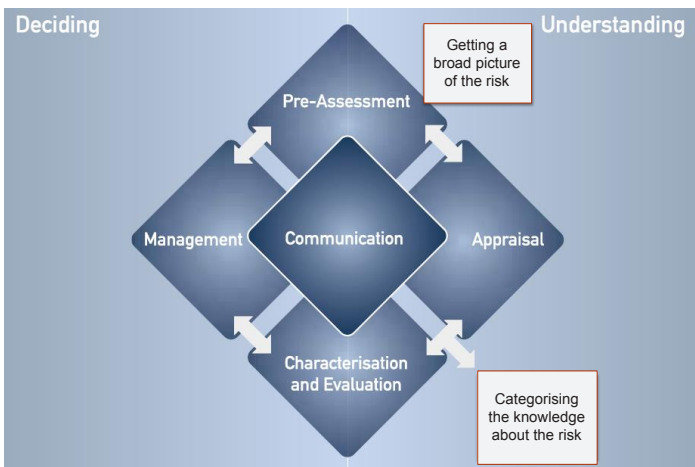 Deciding
Understanding
Getting a
broad picture
of the risk
Pre-Assessment
Management
Communication
Appraisal
Characterisation
and Evaluation
Categorising
the knowledge
about the risk